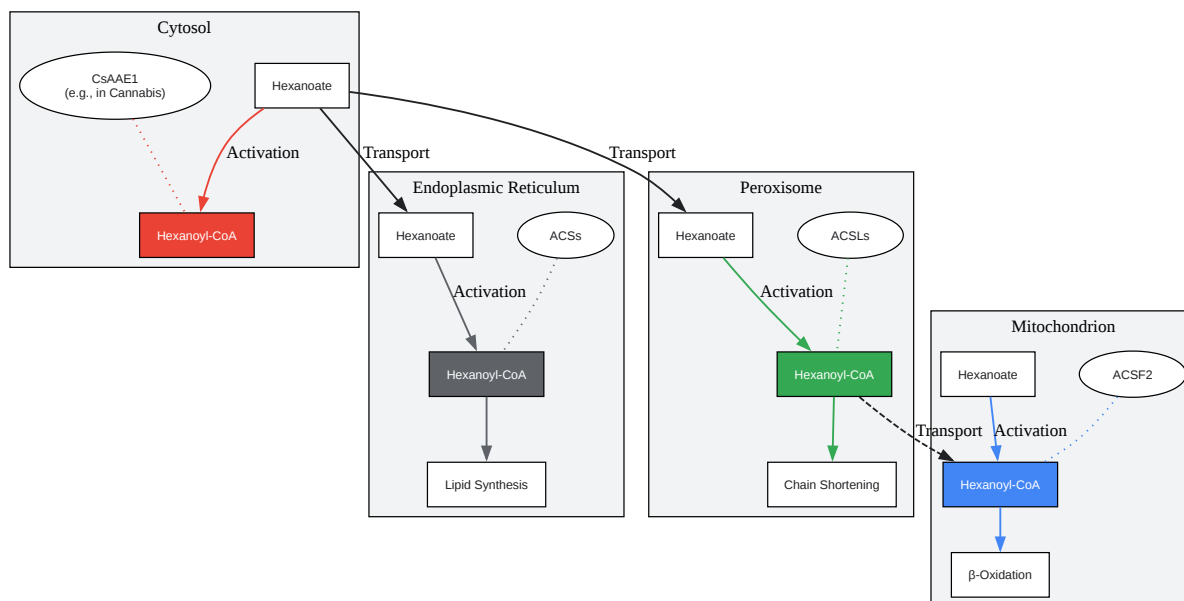 Cytosol
CsAAE1
(e.g., in Cannabis)
Hexanoate
Activation
Transport
Transport
Hexanoyl-CoA
Endoplasmic Reticulum
Hexanoate
ACSs
Activation
Hexanoyl-CoA
Lipid Synthesis
Peroxisome
Hexanoate
ACSLs
Activation
Hexanoyl-CoA
Chain Shortening
Transport
Mitochondrion
Hexanoate
ACSF2
Activation
Hexanoyl-CoA
β-Oxidation